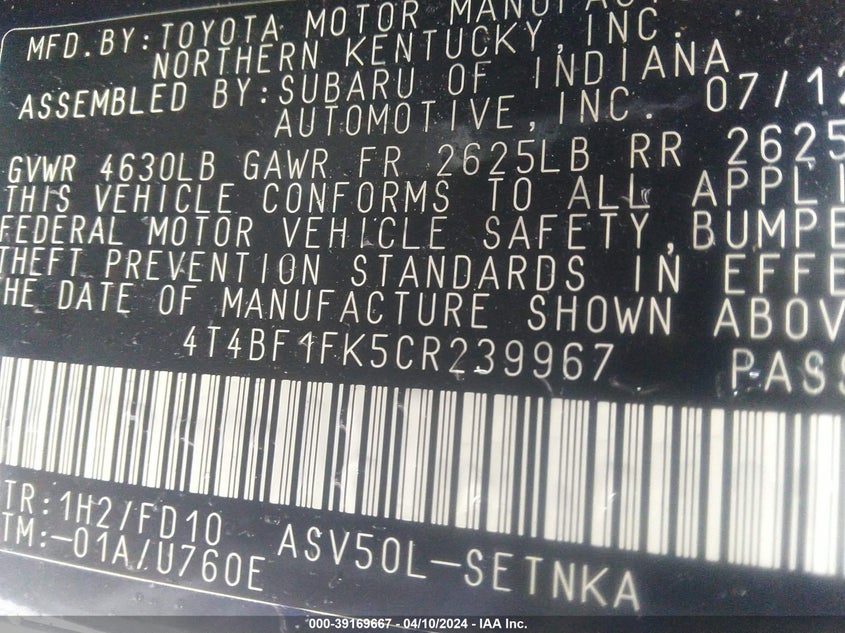 MFD.BY:TOYOTA MOTOR
NORTHERN KENTUCKY, INC.
ASSEMBLED BY:SUBARU OF INDIANA
AUTOMOTIVE,INC. 07/12
GVWR 4630LB GAWR FR 2625LB RR 2625
THIS VEHICLE CONFORMS TO ALL APPLI
FEDERAL MOTOR VEHICLE SAFETY,BUMPE
THEFT PREVENTION STANDARDS IN EFFE
THE DATE OF MANUFACTURE SHOWN ABOV
4T4BF1FK5CR239967 PASS
TR:1H2/FD10 ASV50L-SETNKA
TM:-01A/U760E
000-39169667 - 04/10/2024 - IAA Inc.